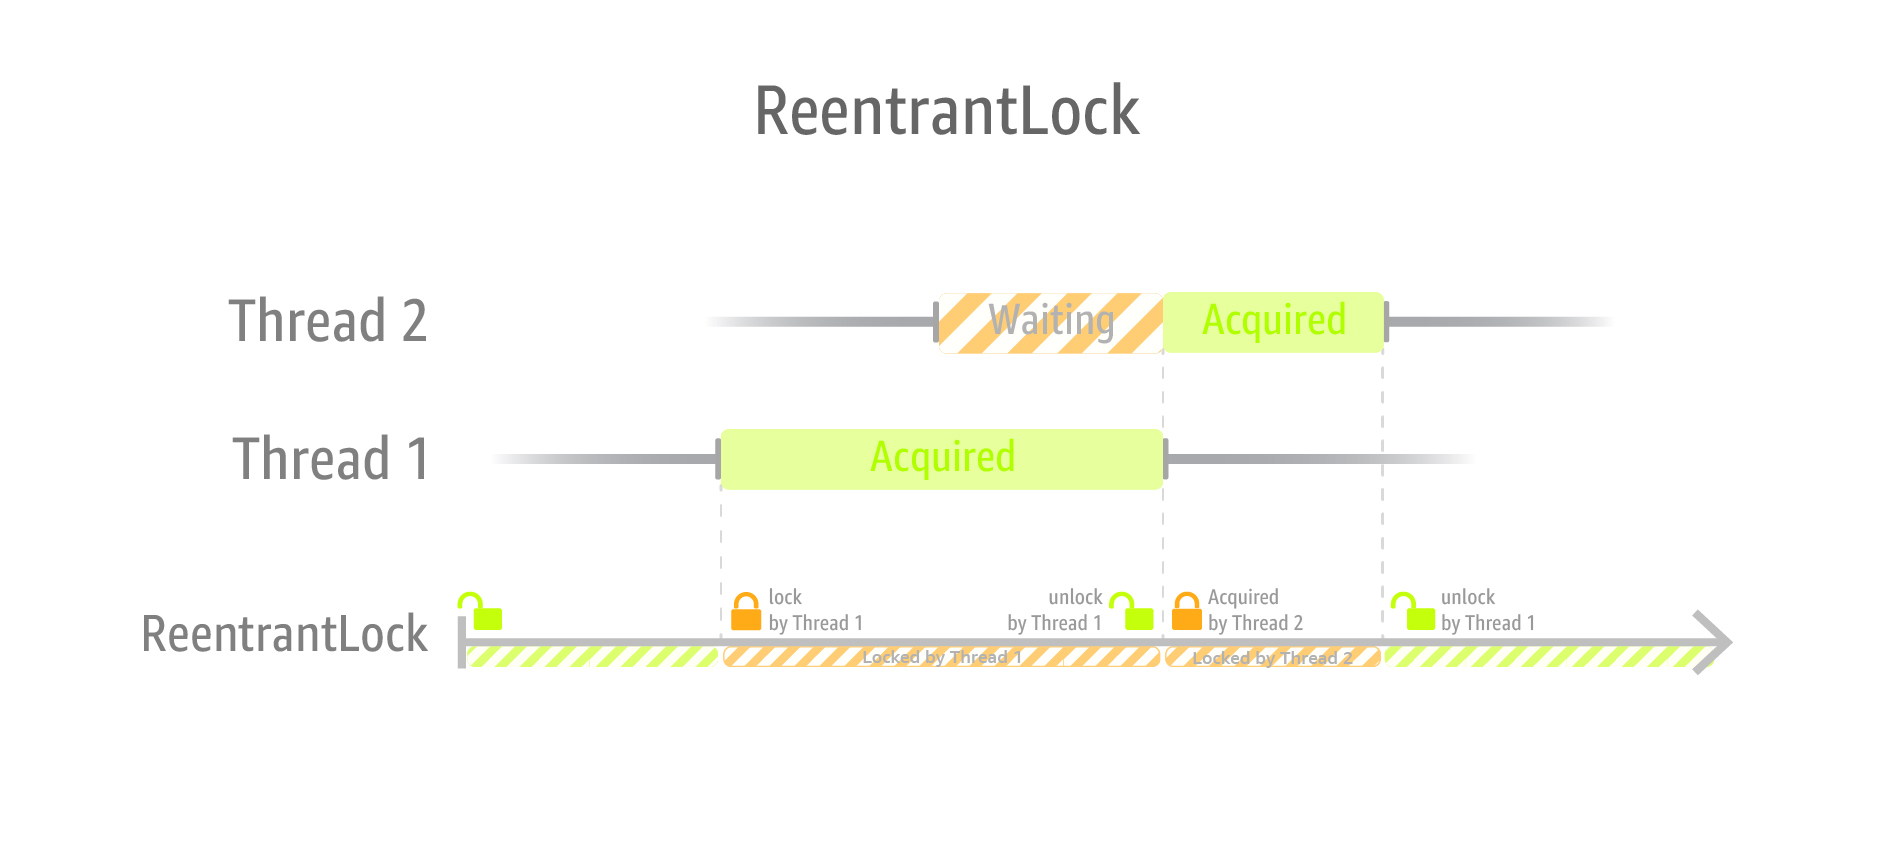 ReentrantLock
Thread 2
Waiting
Acquired
Thread 1
Acquired
ReentrantLock
lock
by Thread 1
unlock
by Thread 1
Acquired
by Thread 2
unlock
by Thread 1
Locked by Thread 1
Locked by Thread 2